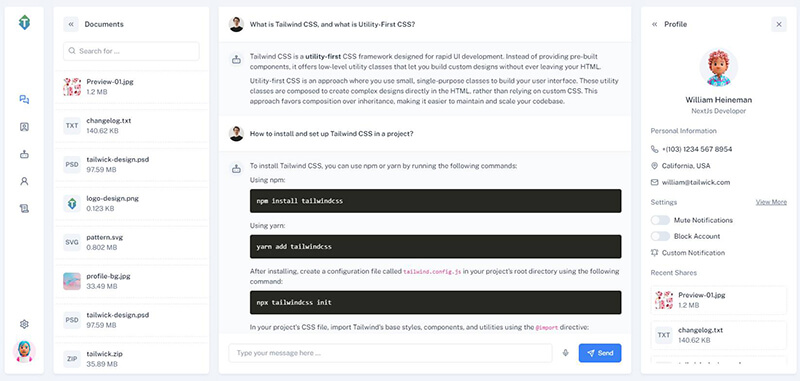 Documents
Search for ...
Preview-01.jpg
1.2 MB
TXT
changelog.txt
140.62 KB
PSD
tailwick-design.psd
97.59 MB
logo-design.png
0.123 KB
SVG
pattern.svg
0.802 MB
profile-bg.jpg
33.49 MB
PSD
tailwick-design.psd
97.59 MB
ZIP
tailwick.zip
35.89 MB
What is Tailwind CSS, and what is Utility-First CSS?
Tailwind CSS is a utility-first CSS framework designed for rapid UI development. Instead of providing pre-built
components, it offers low-level utility classes that let you build custom designs without ever leaving your HTML.
Utility-first CSS is an approach where you use small, single-purpose classes to build your user interface. These utility
classes are composed to create complex designs directly in the HTML, rather than relying on custom CSS. This
approach favors composition over inheritance, making it easier to maintain and scale your codebase.
How to install and set up Tailwind CSS in a project?
To install Tailwind CSS, you can use npm or yarn by running the following commands:
Using npm:
npm install tailwindcss
Using yarn:
yarn add tailwindcss
After installing, create a configuration file called tailwind.config.js in your project's root directory using the following
command:
npx tailwindcss init
In your project's CSS file, import Tailwind's base styles, components, and utilities using the @import directive:
Type your message here ...
Send
Profile
William Heineman
NextJs Developer
Personal Information
+(103) 1234 567 8954
California, USA
william@tailwick.com
Settings
View More
Mute Notifications
Block Account
Custom Notification
Recent Shares
Preview-01.jpg
1.2 MB
TXT
changelog.txt
140.62 KB